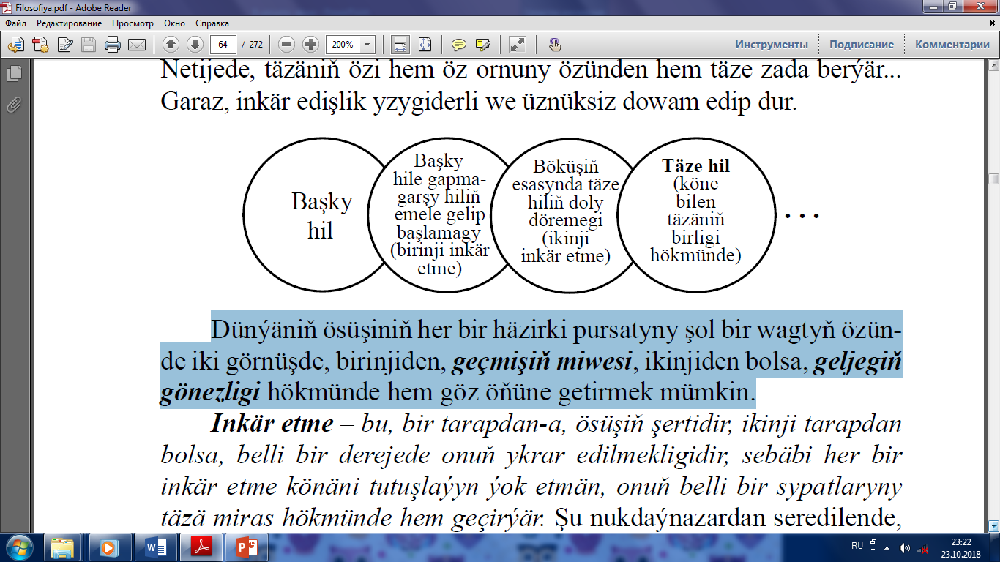 Filosofiya.pdf - Adobe Reader
Файл Редактирование Просмотр Окно Справка
64 / 272 200% Инструменты Подписание Комментарии
Netijede, täzäniň özi hem öz ornuny özünden hem täze zada berýär...
Garaz, inkär edişlik yzygiderli we üznüksiz dowam edip dur.
Başky
hil
Başky
hile gapma-
garşy hiliň
emele gelip
başlamagy
(birinji inkär
etme)
Böküşiň
esasynda täze
hiliň doly
döremegi
(ikinji
inkär etme)
Täze hil
(köne
bilen
täzäniň
birligi
hökmünde)
...
Dünýäniň ösüşiniň her bir häzirki pursatyny şol bir wagtyň özün-
de iki görnüşde, birinjiden, geçmişiň miwesi, ikinjiden bolsa, geljegiň
gönezligi hökmünde hem göz öňüne getirmek mümkin.
Inkär etme – bu, bir tarapdan-a, ösüşiň şertidir, ikinji tarapdan
bolsa, belli bir derejede onuň ykrar edilmekligidir, sebäbi her bir
inkär etme könäni tutuşlaýyn ýok etmän, onuň belli bir sypatlaryny
täzä miras hökmünde hem geçirýär. Şu nukdaýnazardan seredilende,
RU 23:22
23.10.2018